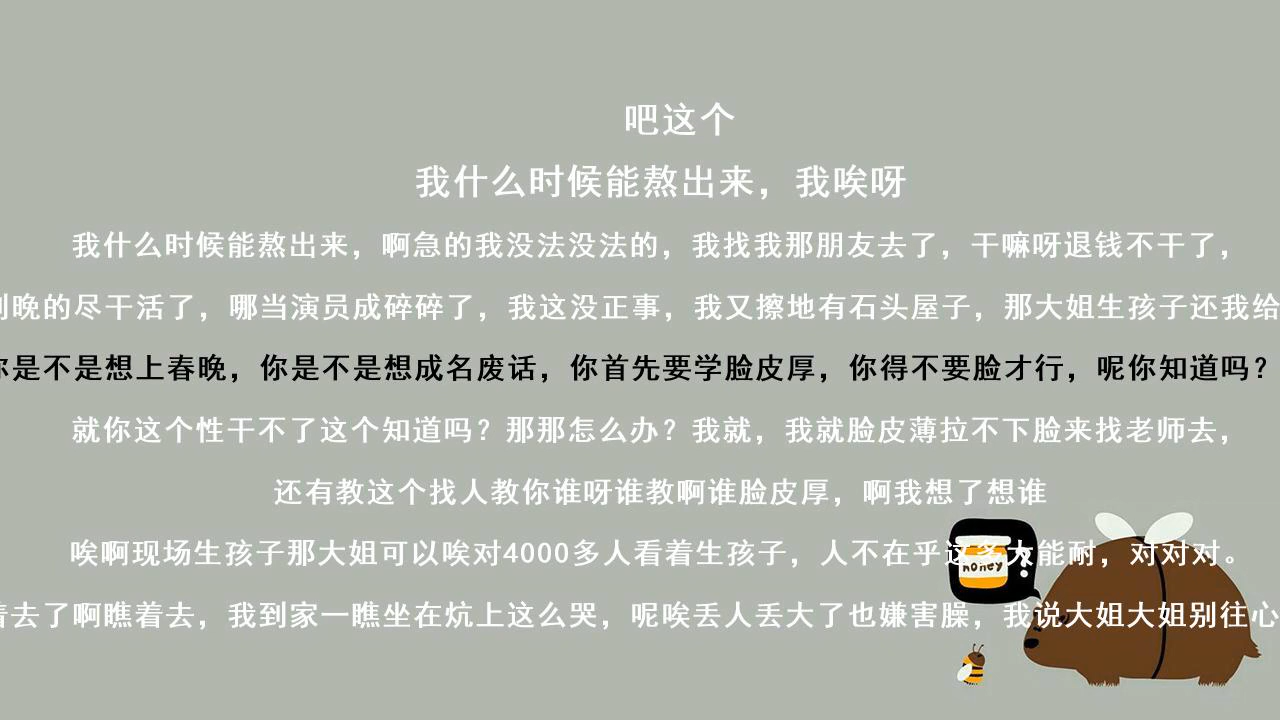 吧这个
我什么时候能熬出来，我唉呀
我什么时候能熬出来，啊急的我没法没法的，我找我那朋友去了，干嘛呀退钱不干了，
到晚的尽干活了，哪当演员成碎碎了，我这没正事，我又擦地有石头屋子，那大姐生孩子还我给
你是不是想上春晚，你是不是想成名废话，你首先要学脸皮厚，你得不要脸才行，呢你知道吗？
就你这个性干不了这个知道吗？那那怎么办？我就，我就脸皮薄拉不下脸来找老师去，
还有教这个找人教你谁呀谁教啊谁脸皮厚，啊我想了想谁
唉啊现场生孩子那大姐可以唉对4000多人看着生孩子，人不在乎这多大能耐，对对对。
honey?
着去了啊瞧着去，我到家一瞧坐在炕上这么哭，呢唉丢人丢大了也嫌害臊，我说大姐大姐别往心